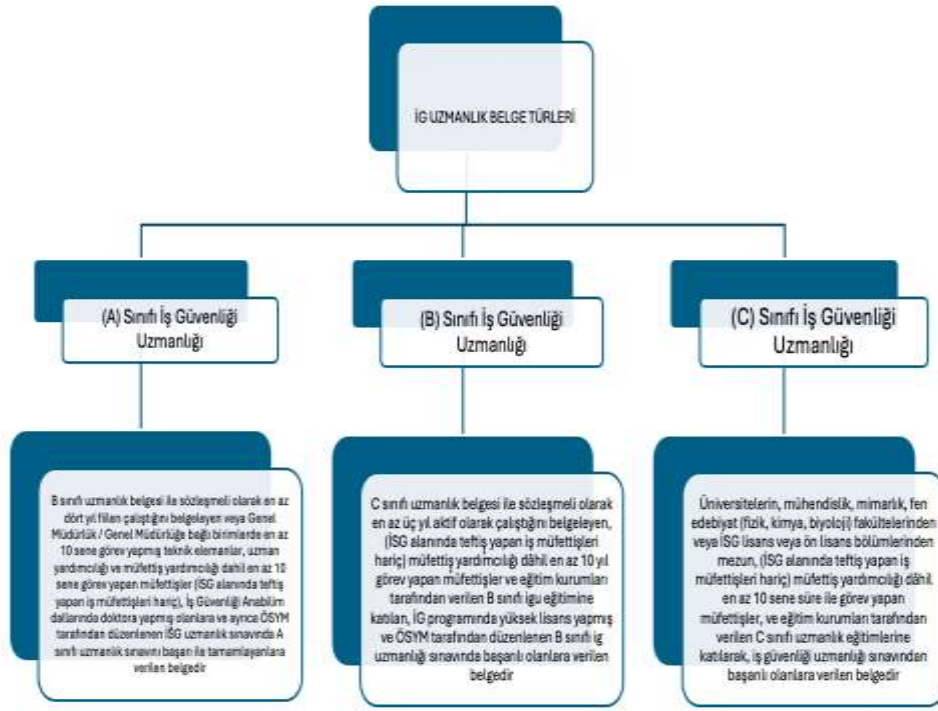 İG UZMANLIK BELGE TÜRLERİ
(A) Sınıfı İş Güvenliği
Uzmanlığı
(B) Sınıfı İş Güvenliği
Uzmanlığı
(C) Sınıfı İş Güvenliği
Uzmanlığı
B sınıfı uzmanlık belgesi ile sözleşmeli olarak en az
dört yıl fiilen çalıştığını belgeleyen veya Genel
Müdürlük / Genel Müdürlüğe bağlı birimlerde en az
10 sene görev yapmış teknik elemanlar, uzman
yardımcılığı ve müfettiş yardımcılığı dahil en az 10
sene görev yapan müfettişler (İSG alanında teftiş
yapan iş müfettişleri hariç), İş Güvenliği Anabilim
dallarında doktora yapmış olanlara ve ayrıca ÖSYM
tarafından düzenlenen İSG uzmanlık sınavında A
sınıfı uzmanlık sınavını başarı ile tamamlayanlara
verilen belgedir
C sınıfı uzmanlık belgesi ile sözleşmeli olarak
en az üç yıl aktif olarak çalıştığını belgeleyen,
(İSG alanında teftiş yapan iş müfettişleri
hariç) müfettiş yardımcılığı dâhil en az 10 yıl
görev yapan müfettişler ve eğitim kurumları
tarafından verilen B sınıfı igu eğitimine
katılan, İG programında yüksek lisans yapmış
ve ÖSYM tarafından düzenlenen B sınıfı ig
uzmanlığı sınavında başarılı olanlara verilen
belgedir
Üniversitelerin, mühendislik, mimarlık, fen
edebiyat (fizik, kimya, biyoloji) fakültelerinden
veya İSG lisans veya ön lisans bölümlerinden
mezun, (İSG alanında teftiş yapan iş
müfettişleri hariç) müfettiş yardımcılığı dâhil
en az 10 sene süre ile görev yapan
müfettişler, ve eğitim kurumları tarafından
verilen C sınıfı uzmanlık eğitimlerine
katılarak, iş güvenliği uzmanlığı sınavından
başarılı olanlara verilen belgedir